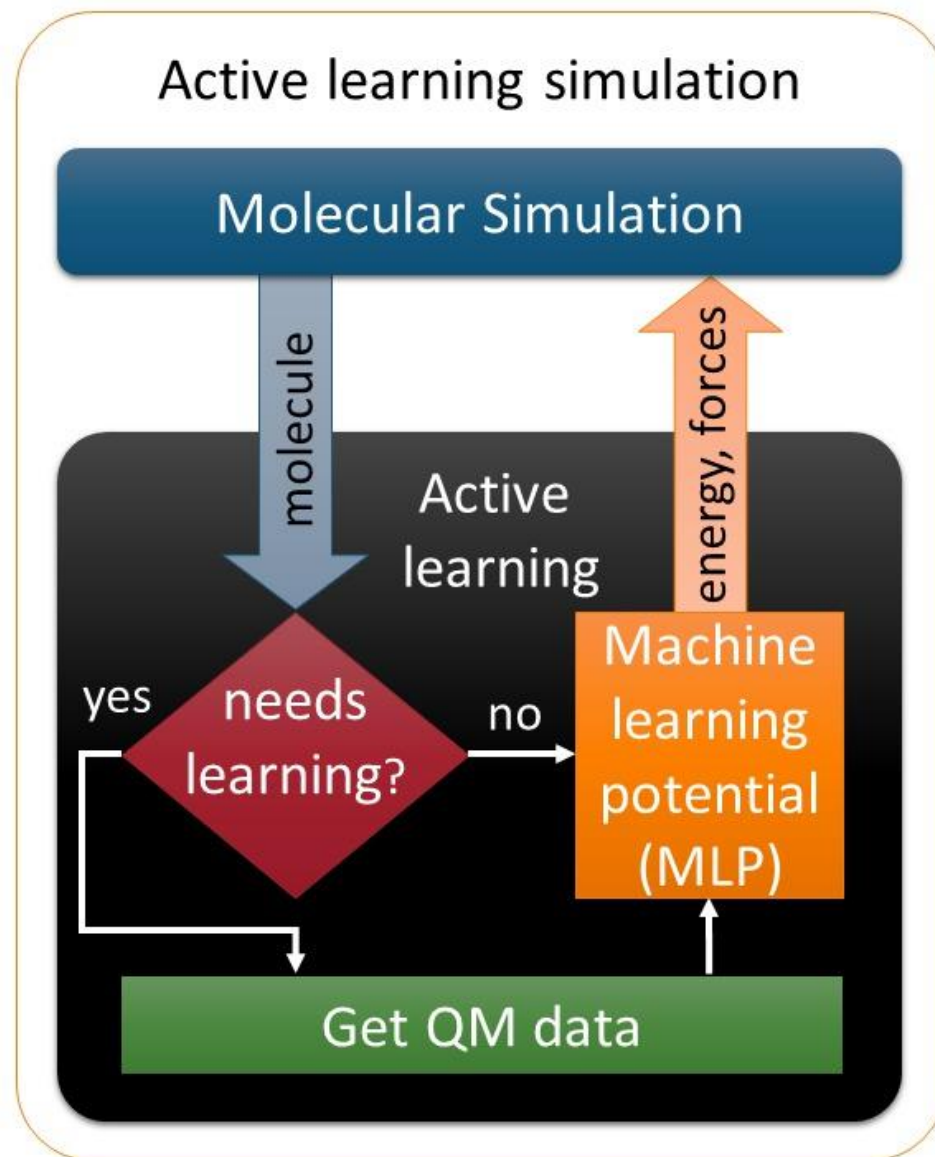 Active learning simulation
Molecular Simulation
molecule
energy, forces
Active
learning
yes
needs
learning?
no
Machine
learning
potential
(MLP)
Get QM data